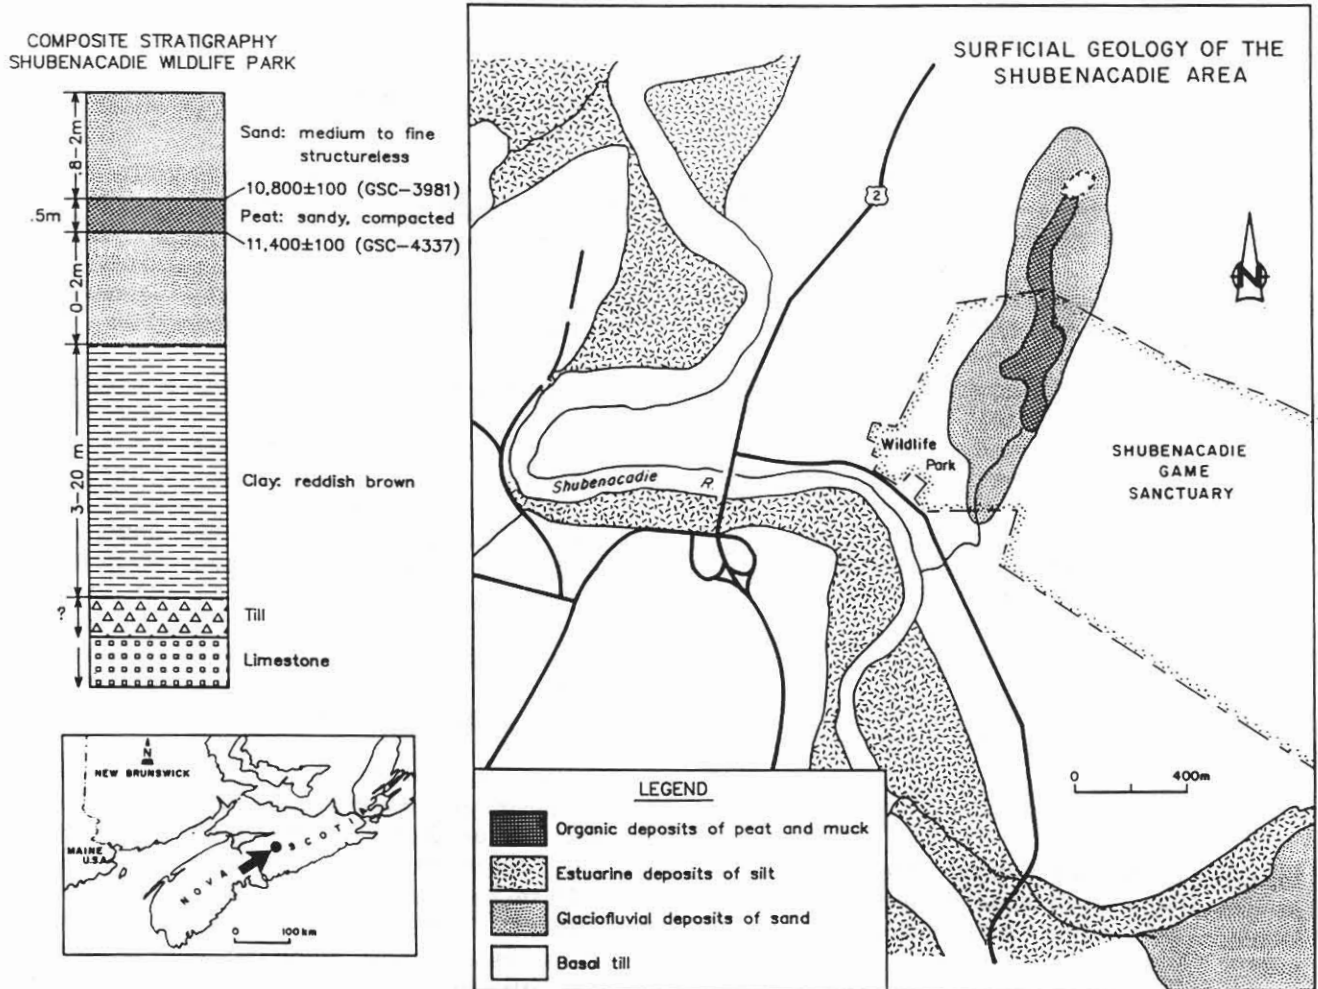 COMPOSITE STRATIGRAPHY
SHUBENACADIE WILDLIFE PARK
.8-2m
Sand: medium to fine
structureless
10,800±100 (GSC-3981)
.5m
Peat: sandy, compacted
11,400±100 (GSC-4337)
0-2m
3-20 m
Clay: reddish brown
?
Till
Limestone
N
NEW BRUNSWICK
MAINE
U.S.A.
NOVA SCOTI
0 100km
SURFICIAL GEOLOGY OF THE
SHUBENACADIE AREA
2
N
Wildlife
Park
SHUBENACADIE
GAME
SANCTUARY
Shubenacadie R.
0 400m
LEGEND
Organic deposits of peat and muck
Estuarine deposits of silt
Glaciofluvial deposits of sand
Basal till